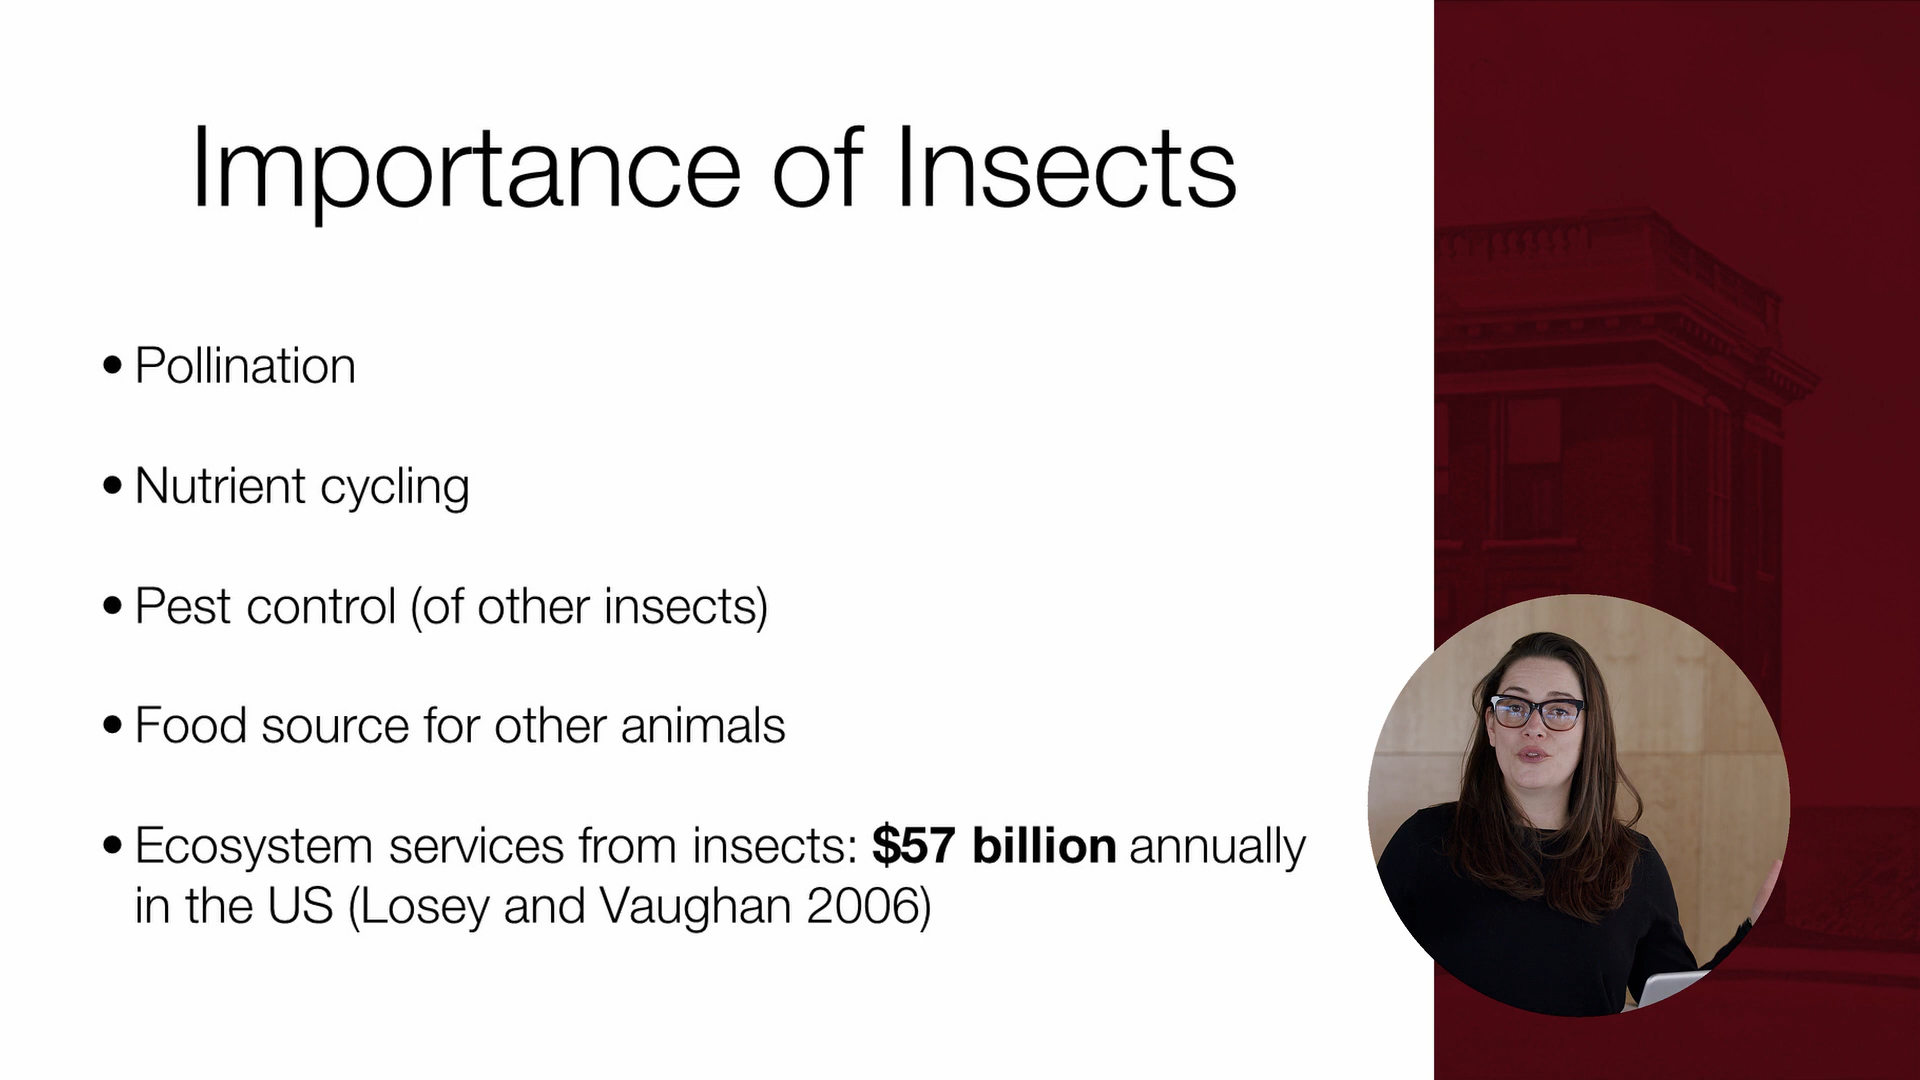 Importance of Insects
• Pollination
• Nutrient cycling
• Pest control (of other insects)
• Food source for other animals
• Ecosystem services from insects: $57 billion annually
in the US (Losey and Vaughan 2006)